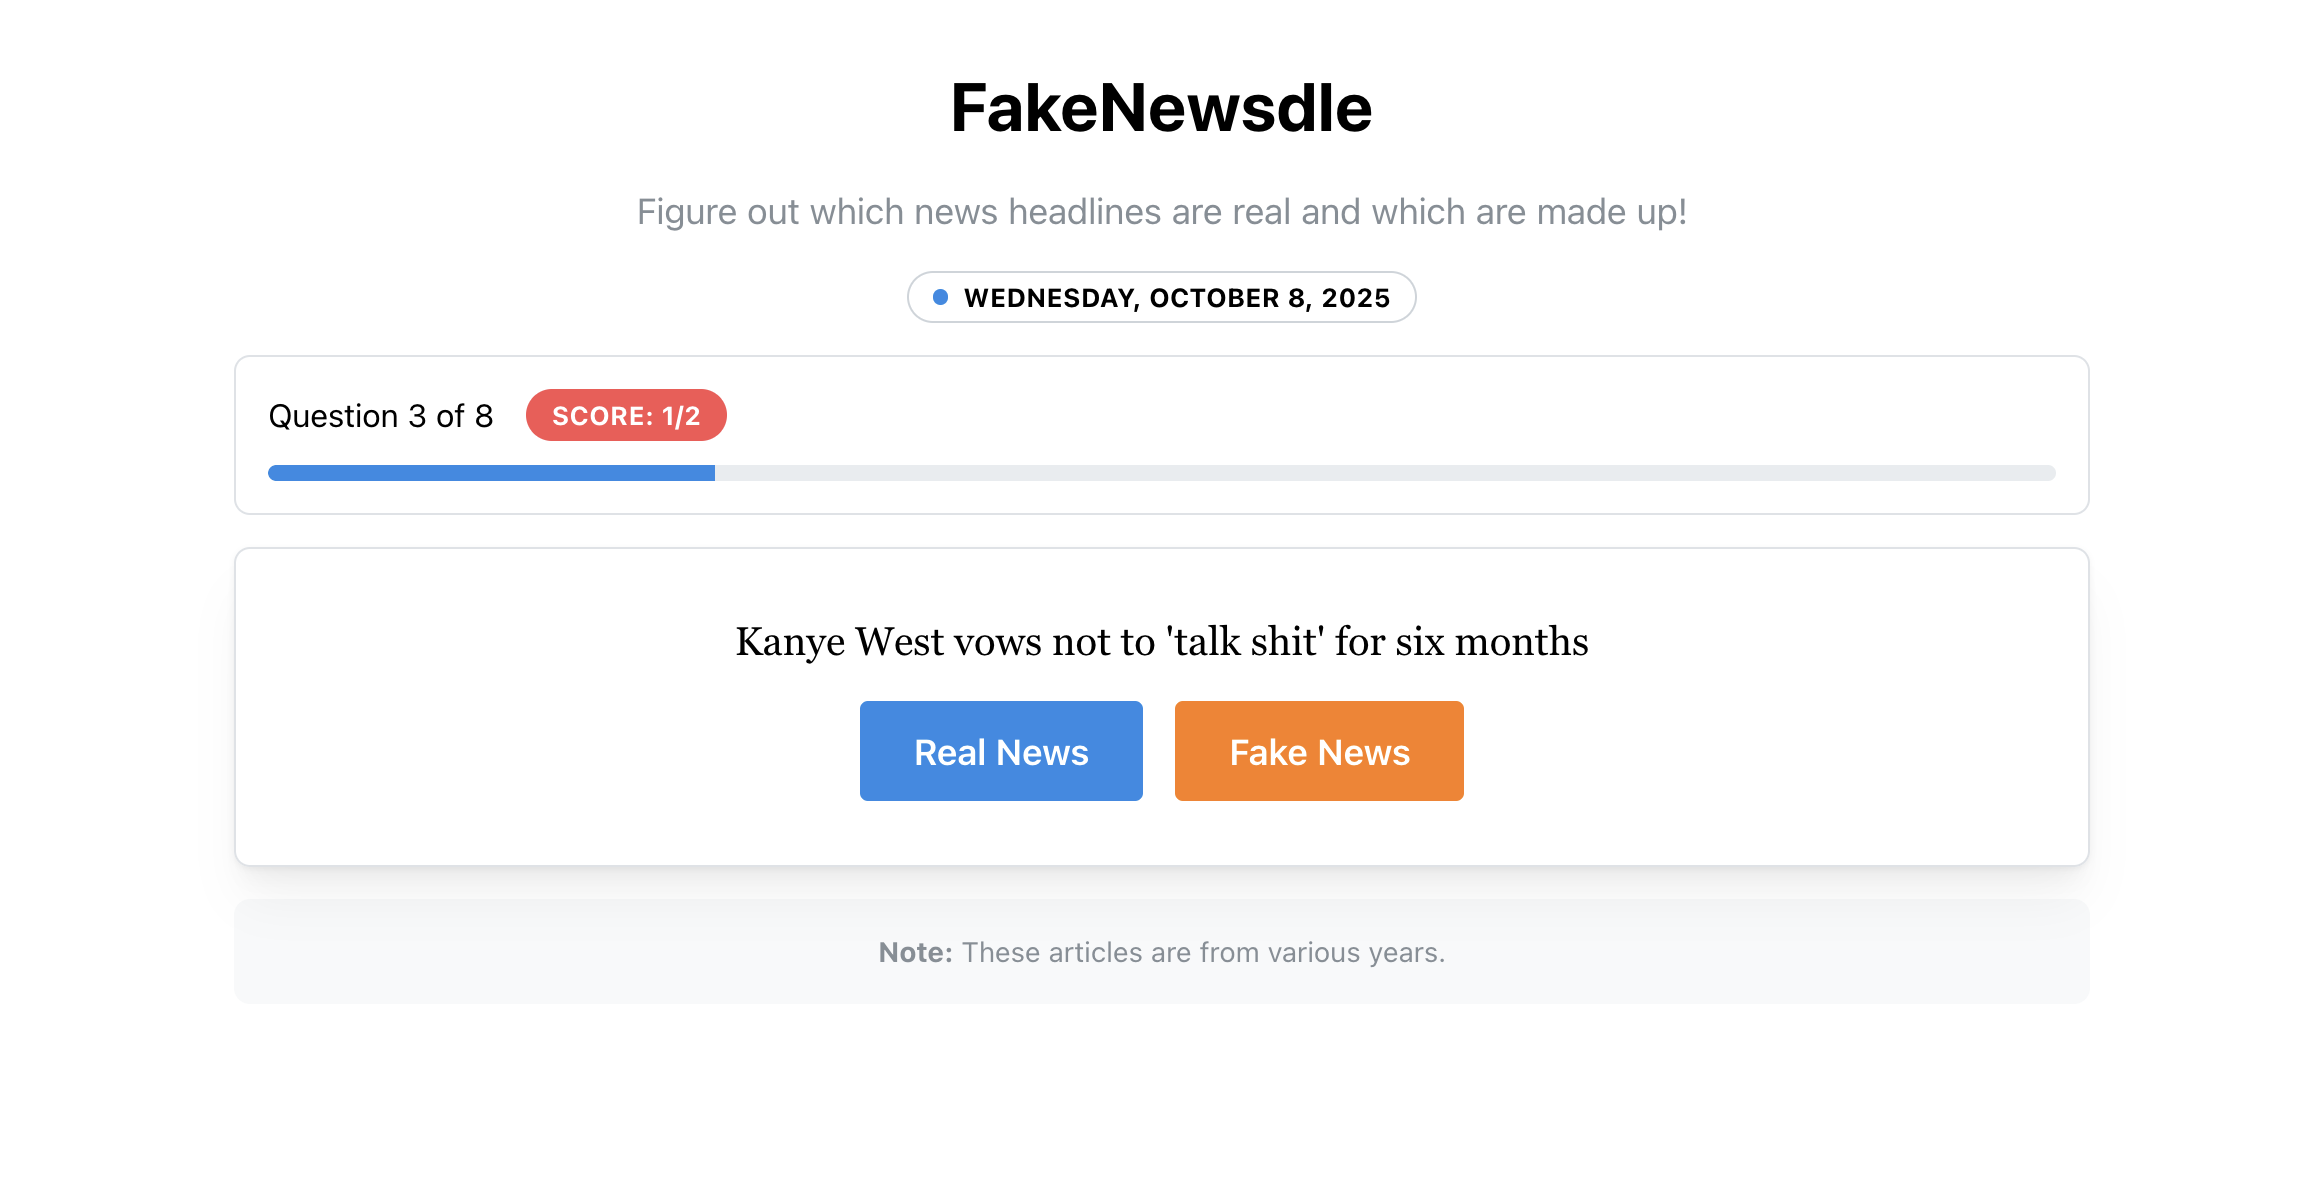 FakeNewsdle
Figure out which news headlines are real and which are made up!
WEDNESDAY, OCTOBER 8, 2025
Question 3 of 8 SCORE: 1/2
Kanye West vows not to 'talk shit' for six months
Real News Fake News
Note: These articles are from various years.